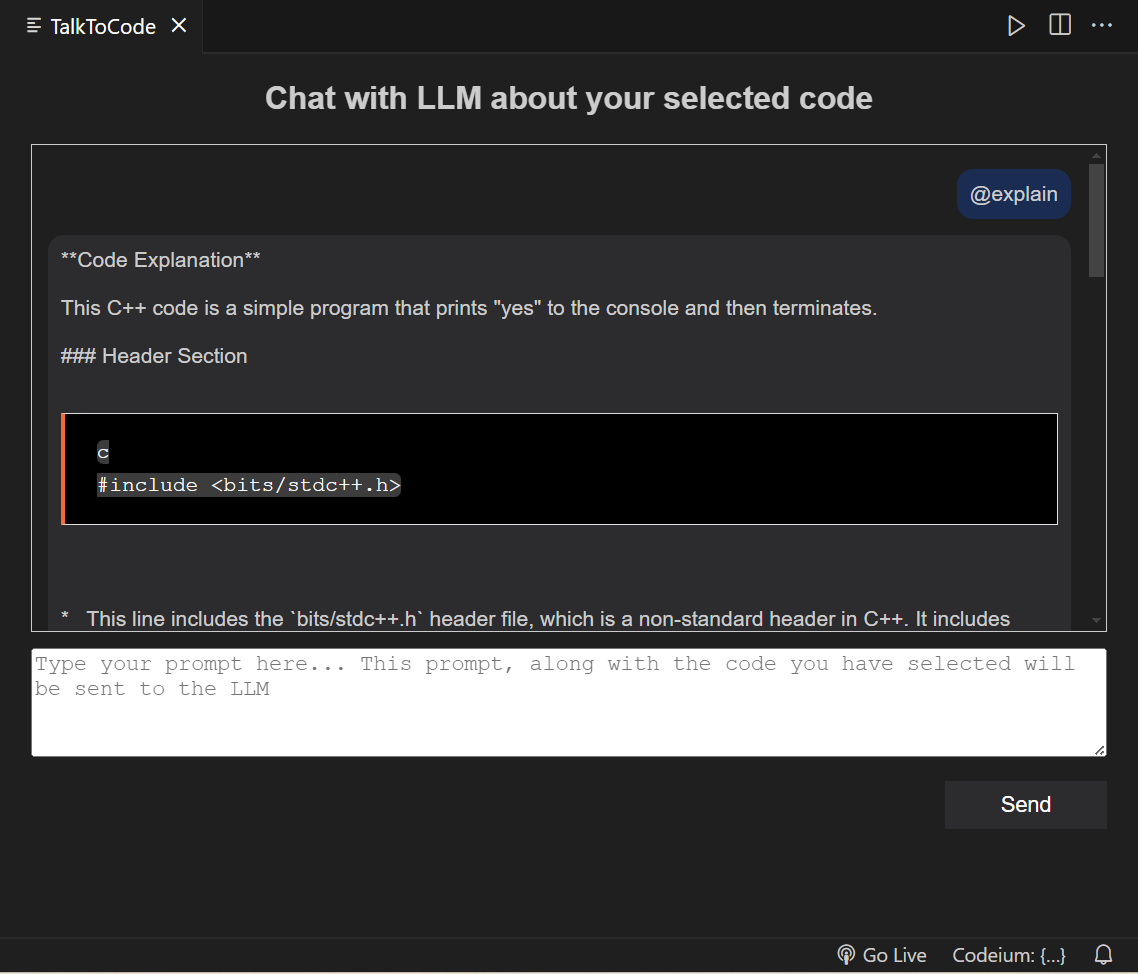 TalkToCode
Chat with LLM about your selected code
@explain
**Code Explanation**
This C++ code is a simple program that prints "yes" to the console and then terminates.
### Header Section
c
#include <bits/stdc++.h>
* This line includes the `bits/stdc++.h` header file, which is a non-standard header in C++. It includes
Type your prompt here... This prompt, along with the code you have selected will
be sent to the LLM
Send
Go Live Codeium: {...}